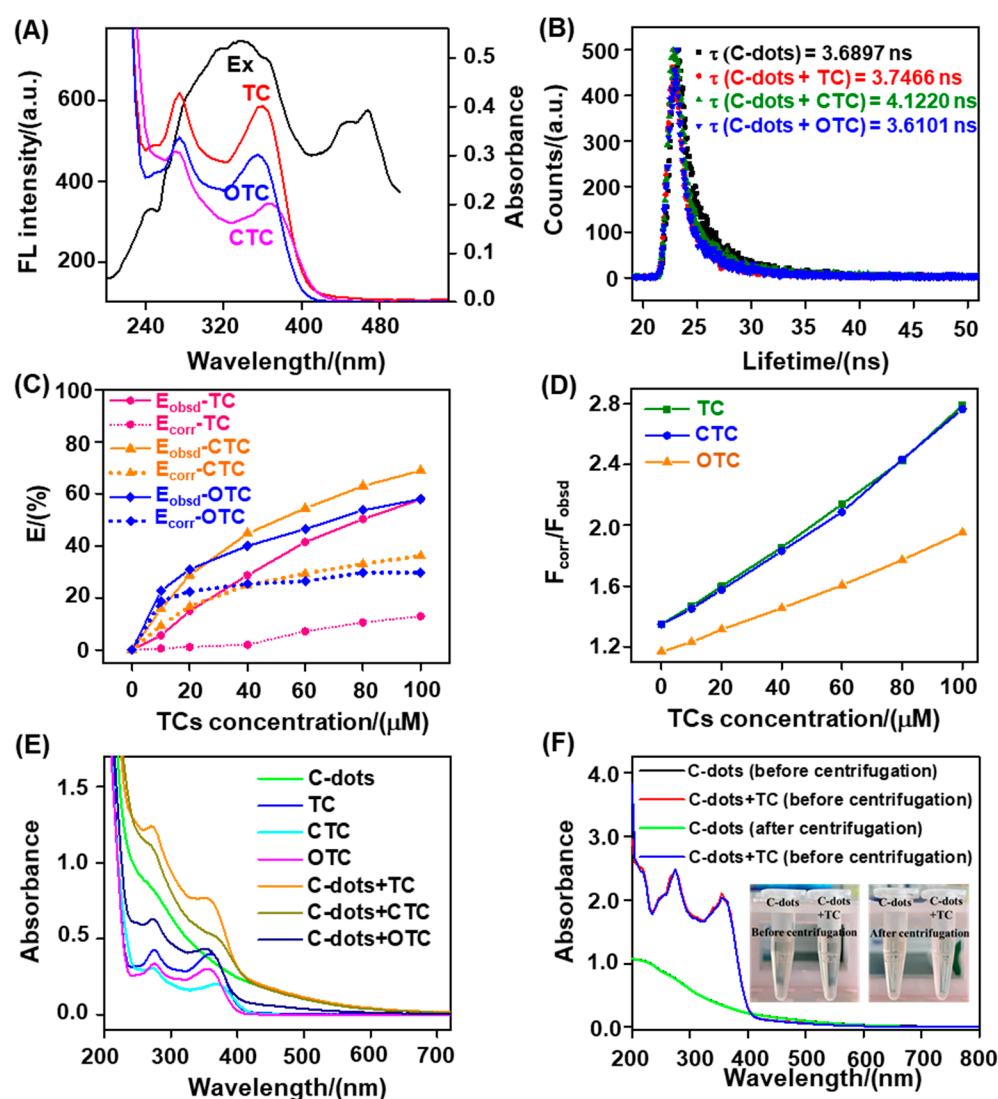 (A)
FL intensity/(a.u.)
600
400
200
Ex
TC
OTC
CTC
0.5
0.4
0.3
0.2
0.1
0.0
Absorbance
240 320 400 480
Wavelength/(nm)
(B)
Counts/(a.u.)
500
400
300
200
100
0
τ (C-dots) = 3.6897 ns
τ (C-dots + TC) = 3.7466 ns
τ (C-dots + CTC) = 4.1220 ns
τ (C-dots + OTC) = 3.6101 ns
20 25 30 35 40 45 50
Lifetime/(ns)
(C)
E/(%)
100
80
60
40
20
0
Eobsd-TC
Ecorr-TC
Eobsd-CTC
Ecorr-CTC
Eobsd-OTC
Ecorr-OTC
0 20 40 60 80 100
TCs concentration/(μM)
(D)
Fcorr/Fobsd
2.8
2.4
2.0
1.6
1.2
TC
CTC
OTC
0 20 40 60 80 100
TCs concentration/(μM)
(E)
Absorbance
1.5
1.0
0.5
0.0
C-dots
TC
CTC
OTC
C-dots+TC
C-dots+CTC
C-dots+OTC
200 300 400 500 600 700
Wavelength/(nm)
(F)
Absorbance
4.0
3.0
2.0
1.0
0.0
C-dots (before centrifugation)
C-dots+TC (before centrifugation)
C-dots (after centrifugation)
C-dots+TC (before centrifugation)
C-dots
C-dots
+TC
Before centrifugation
C-dots
C-dots
+TC
After centrifugation
200 300 400 500 600 700 800
Wavelength/(nm)